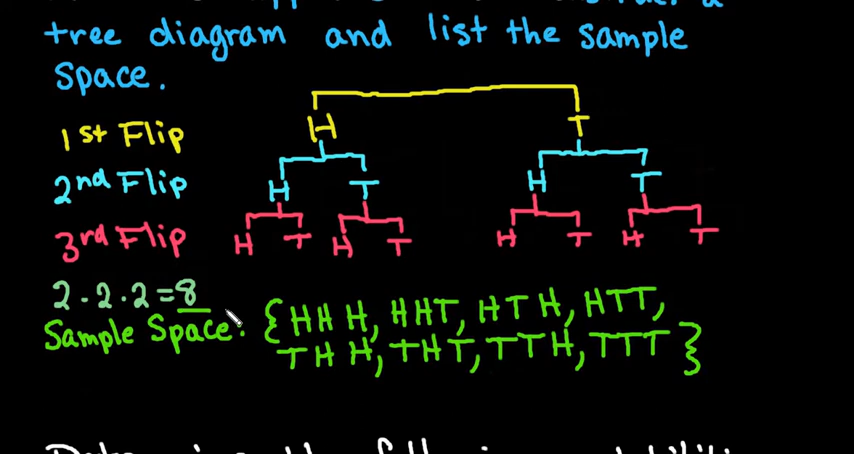 tree diagram and list the sample
space.
1st Flip
H T
2nd Flip
H T H T
3rd Flip
H T H T H T H T
2 · 2 · 2 = 8
Sample Space: {HHH, HHT, HTH, HTT,
THH, THT, TTH, TTT}